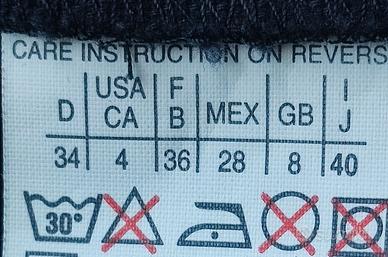 CARE INSTRUCTION ON REVERS
D USA CA F B MEX GB I J
34 4 36 28 8 40
30°